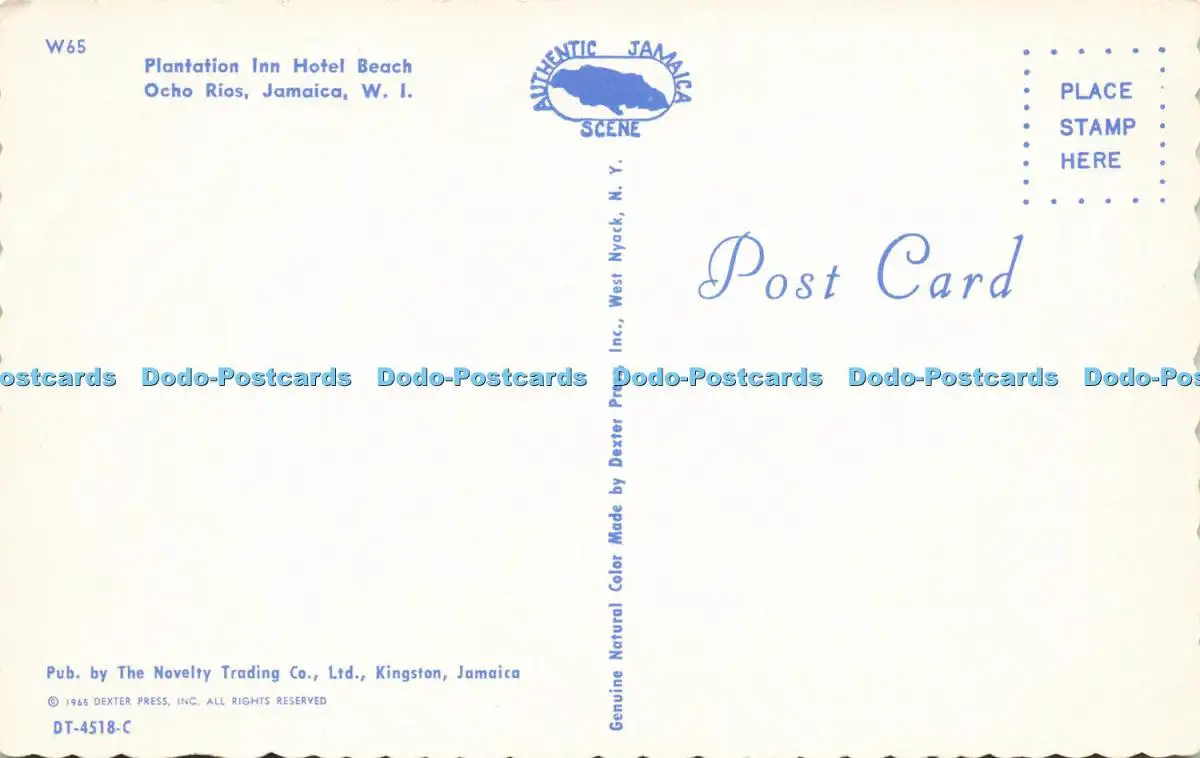 W65
Plantation Inn Hotel Beach
Ocho Rios, Jamaica, W. I.
AUTHENTIC JAMAICA
SCENE
PLACE
STAMP
HERE
Post Card
Genuine Natural Color Made by Dexter Pre Inc., West Nyack, N. Y.
ostcards Dodo-Postcards Dodo-Postcards Dodo-Postcards Dodo-Postcards Dodo-Pos
Pub. by The Novelty Trading Co., Ltd., Kingston, Jamaica
© 1965 DEXTER PRESS, INC. ALL RIGHTS RESERVED
DT-4518-C